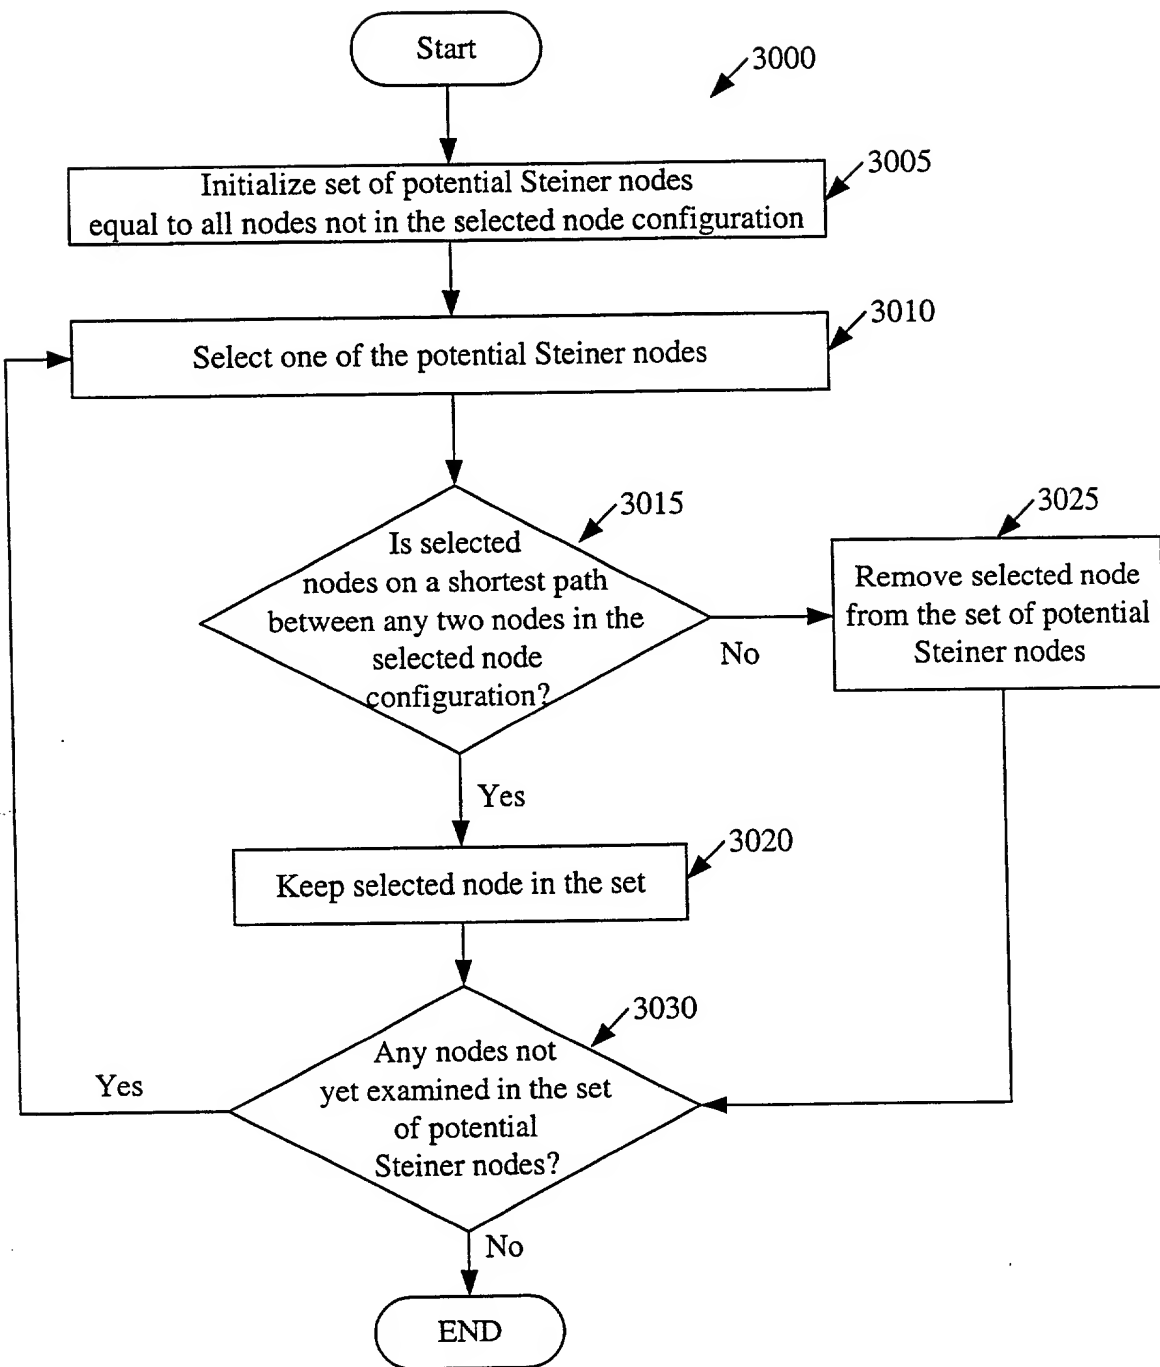 Start
3000
3005
Initialize set of potential Steiner nodes
equal to all nodes not in the selected node configuration
3010
Select one of the potential Steiner nodes
3015
Is selected
nodes on a shortest path
between any two nodes in the
selected node
configuration?
No
3025
Remove selected node
from the set of potential
Steiner nodes
Yes
3020
Keep selected node in the set
3030
Any nodes not
yet examined in the set
of potential
Steiner nodes?
Yes
No
END